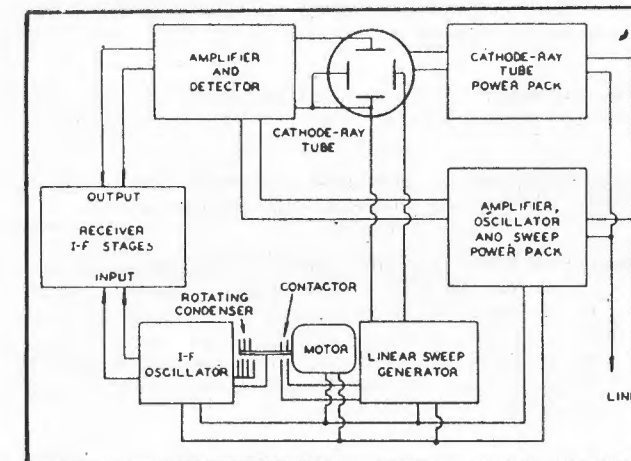 AMPLIFIER
AND
DETECTOR
CATHODE-RAY
TUBE
POWER PACK
CATHODE-RAY
TUBE
OUTPUT
RECEIVER
I-F STAGES
INPUT
AMPLIFIER,
OSCILLATOR
AND SWEEP
POWER PACK
ROTATING
CONDENSER
CONTACTOR
I-F
OSCILLATOR
MOTOR
LINEAR SWEEP
GENERATOR